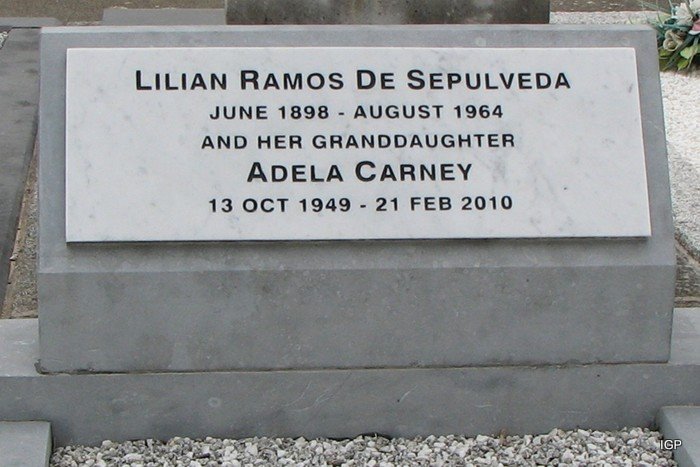 LILIAN RAMOS DE SEPULVEDA
JUNE 1898 - AUGUST 1964
AND HER GRANDDAUGHTER
ADELA CARNEY
13 OCT 1949 - 21 FEB 2010
IGP